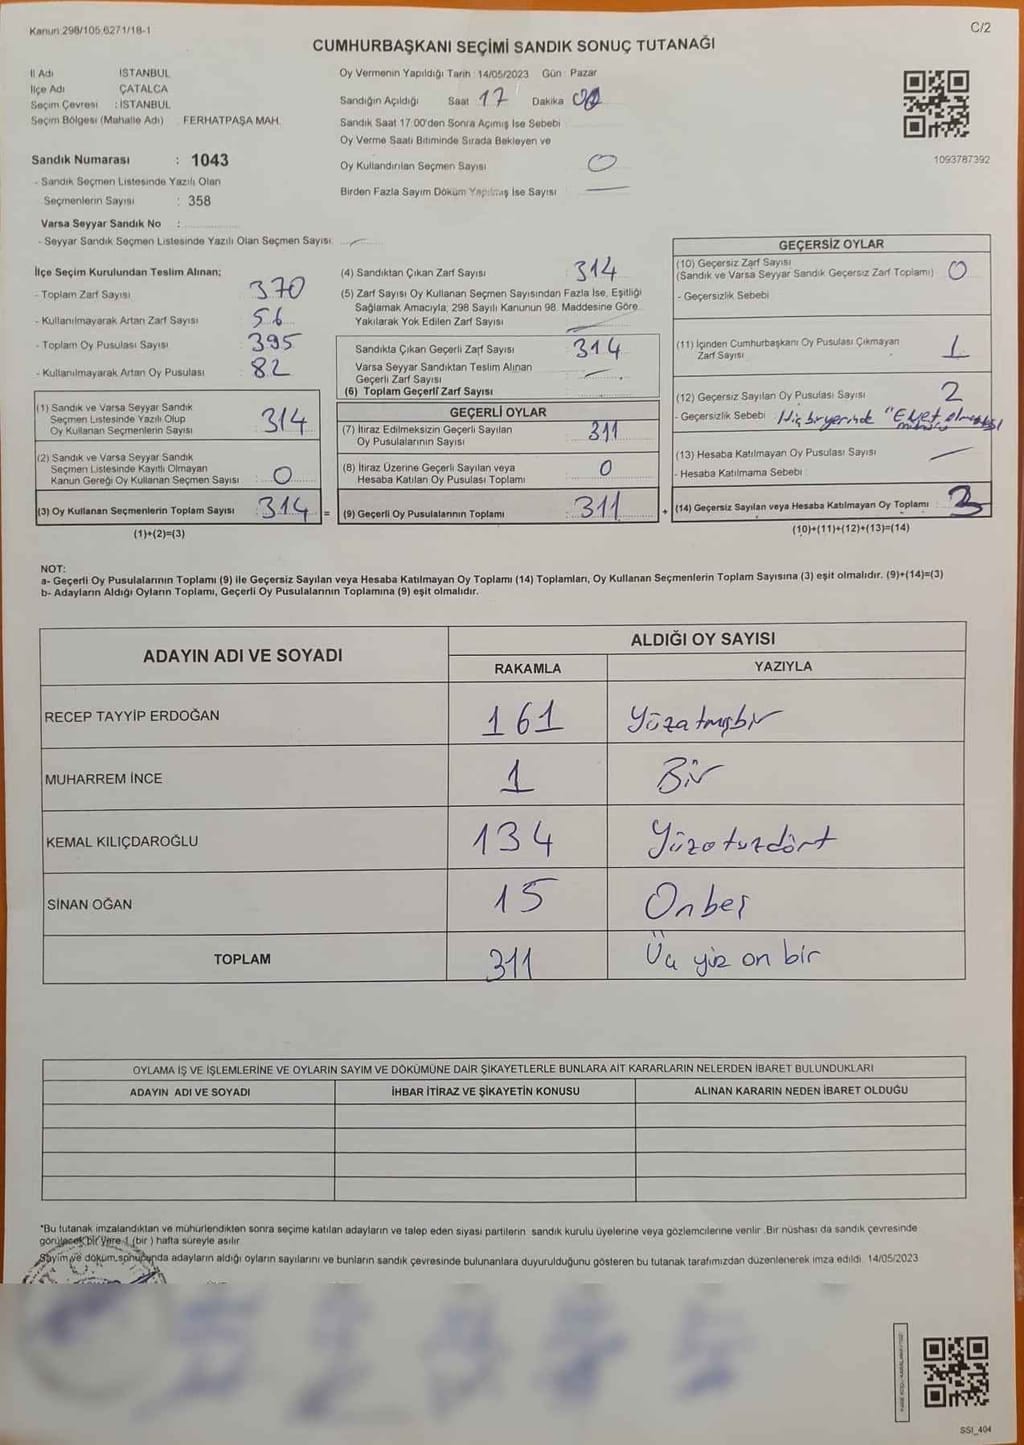 Kanun 298/105,6271/18-1
C/2
CUMHURBAŞKANI SEÇİMİ SANDIK SONUÇ TUTANAĞI
İl Adı : İSTANBUL
İlçe Adı : ÇATALCA
Seçim Çevresi : İSTANBUL
Seçim Bölgesi (Mahalle Adı) : FERHATPAŞA MAH.
Sandık Numarası : 1043
- Sandık Seçmen Listesinde Yazılı Olan
Seçmenlerin Sayısı : 358
Varsa Seyyar Sandık No :
- Seyyar Sandık Seçmen Listesinde Yazılı Olan Seçmen Sayısı: —
Oy Vermenin Yapıldığı Tarih : 14/05/2023 Gün : Pazar
Sandığın Açıldığı Saat 17 Dakika
Sandık Saat 17.00'den Sonra Açımış İse Sebebi
Oy Verme Saati Bitiminde Sırada Bekleyen ve
Oy Kullandırılan Seçmen Sayısı 0
Birden Fazla Sayım Döküm Yapılmış İse Sayısı —
1093787392
İlçe Seçim Kurulundan Teslim Alınan;
- Toplam Zarf Sayısı 370
- Kullanılmayarak Artan Zarf Sayısı 56
- Toplam Oy Pusulası Sayısı 395
- Kullanılmayarak Artan Oy Pusulası 82
(1) Sandık ve Varsa Seyyar Sandık
Seçmen Listesinde Yazılı Olup
Oy Kullanan Seçmenlerin Sayısı 314
(2) Sandık ve Varsa Seyyar Sandık
Seçmen Listesinde Kayıtlı Olmayan
Kanun Gereği Oy Kullanan Seçmen Sayısı 0
(3) Oy Kullanan Seçmenlerin Toplam Sayısı 314 =
(1)+(2)=(3)
(4) Sandıktan Çıkan Zarf Sayısı 314
(5) Zarf Sayısı Oy Kullanan Seçmen Sayısından Fazla İse, Eşitliği
Sağlamak Amacıyla, 298 Sayılı Kanunun 98. Maddesine Göre
Yakılarak Yok Edilen Zarf Sayısı —
Sandıkta Çıkan Geçerli Zarf Sayısı 314
Varsa Seyyar Sandıktan Teslim Alınan
Geçerli Zarf Sayısı —
(6) Toplam Geçerli Zarf Sayısı
GEÇERLİ OYLAR
(7) İtiraz Edilmeksizin Geçerli Sayılan
Oy Pusulalarının Sayısı 311
(8) İtiraz Üzerine Geçerli Sayılan veya
Hesaba Katılan Oy Pusulası Toplamı 0
(9) Geçerli Oy Pusulalarının Toplamı 311 +
GEÇERSİZ OYLAR
(10) Geçersiz Zarf Sayısı
(Sandık ve Varsa Seyyar Sandık Geçersiz Zarf Toplamı) 0
- Geçersizlik Sebebi
(11) İçinden Cumhurbaşkanı Oy Pusulası Çıkmayan
Zarf Sayısı 1
(12) Geçersiz Sayılan Oy Pusulası Sayısı 2
- Geçersizlik Sebebi Hiç bir yerinde "Evet mühürü olmaması
(13) Hesaba Katılmayan Oy Pusulası Sayısı —
- Hesaba Katılmama Sebebi
(14) Geçersiz Sayılan veya Hesaba Katılmayan Oy Toplamı 3
(10)+(11)+(12)+(13)=(14)
NOT:
a- Geçerli Oy Pusulalarının Toplamı (9) ile Geçersiz Sayılan veya Hesaba Katılmayan Oy Toplamı (14) Toplamları, Oy Kullanan Seçmenlerin Toplam Sayısına (3) eşit olmalıdır. (9)+(14)=(3)
b- Adayların Aldığı Oyların Toplamı, Geçerli Oy Pusulalarının Toplamına (9) eşit olmalıdır.
ADAYIN ADI VE SOYADI
ALDIĞI OY SAYISI
RAKAMLA YAZIYLA
RECEP TAYYİP ERDOĞAN 161 Yüzatmışbir
MUHARREM İNCE 1 Bir
KEMAL KILIÇDAROĞLU 134 Yüzotuzdört
SİNAN OĞAN 15 Onbeş
TOPLAM 311 Üç yüz on bir
OYLAMA İŞ VE İŞLEMLERİNE VE OYLARIN SAYIM VE DÖKÜMÜNE DAİR ŞİKAYETLERLE BUNLARA AİT KARARLARIN NELERDEN İBARET BULUNDUKLARI
ADAYIN ADI VE SOYADI İHBAR İTİRAZ VE ŞİKAYETİN KONUSU ALINAN KARARIN NEDEN İBARET OLDUĞU
*Bu tutanak imzalandıktan ve mühürlendikten sonra seçime katılan adayların ve talep eden siyasi partilerin sandık kurulu üyelerine veya gözlemcilerine verilir .Bir nüshası da sandık çevresinde
görülecek bir yere 1 (bir) hafta süreyle asılır
Sayım ve döküm sonucunda adayların aldığı oyların sayılarını ve bunların sandık çevresinde bulunanlara duyurulduğunu gösteren bu tutanak tarafımızdan düzenlenerek imza edildi. 14/05/2023
SSI_404